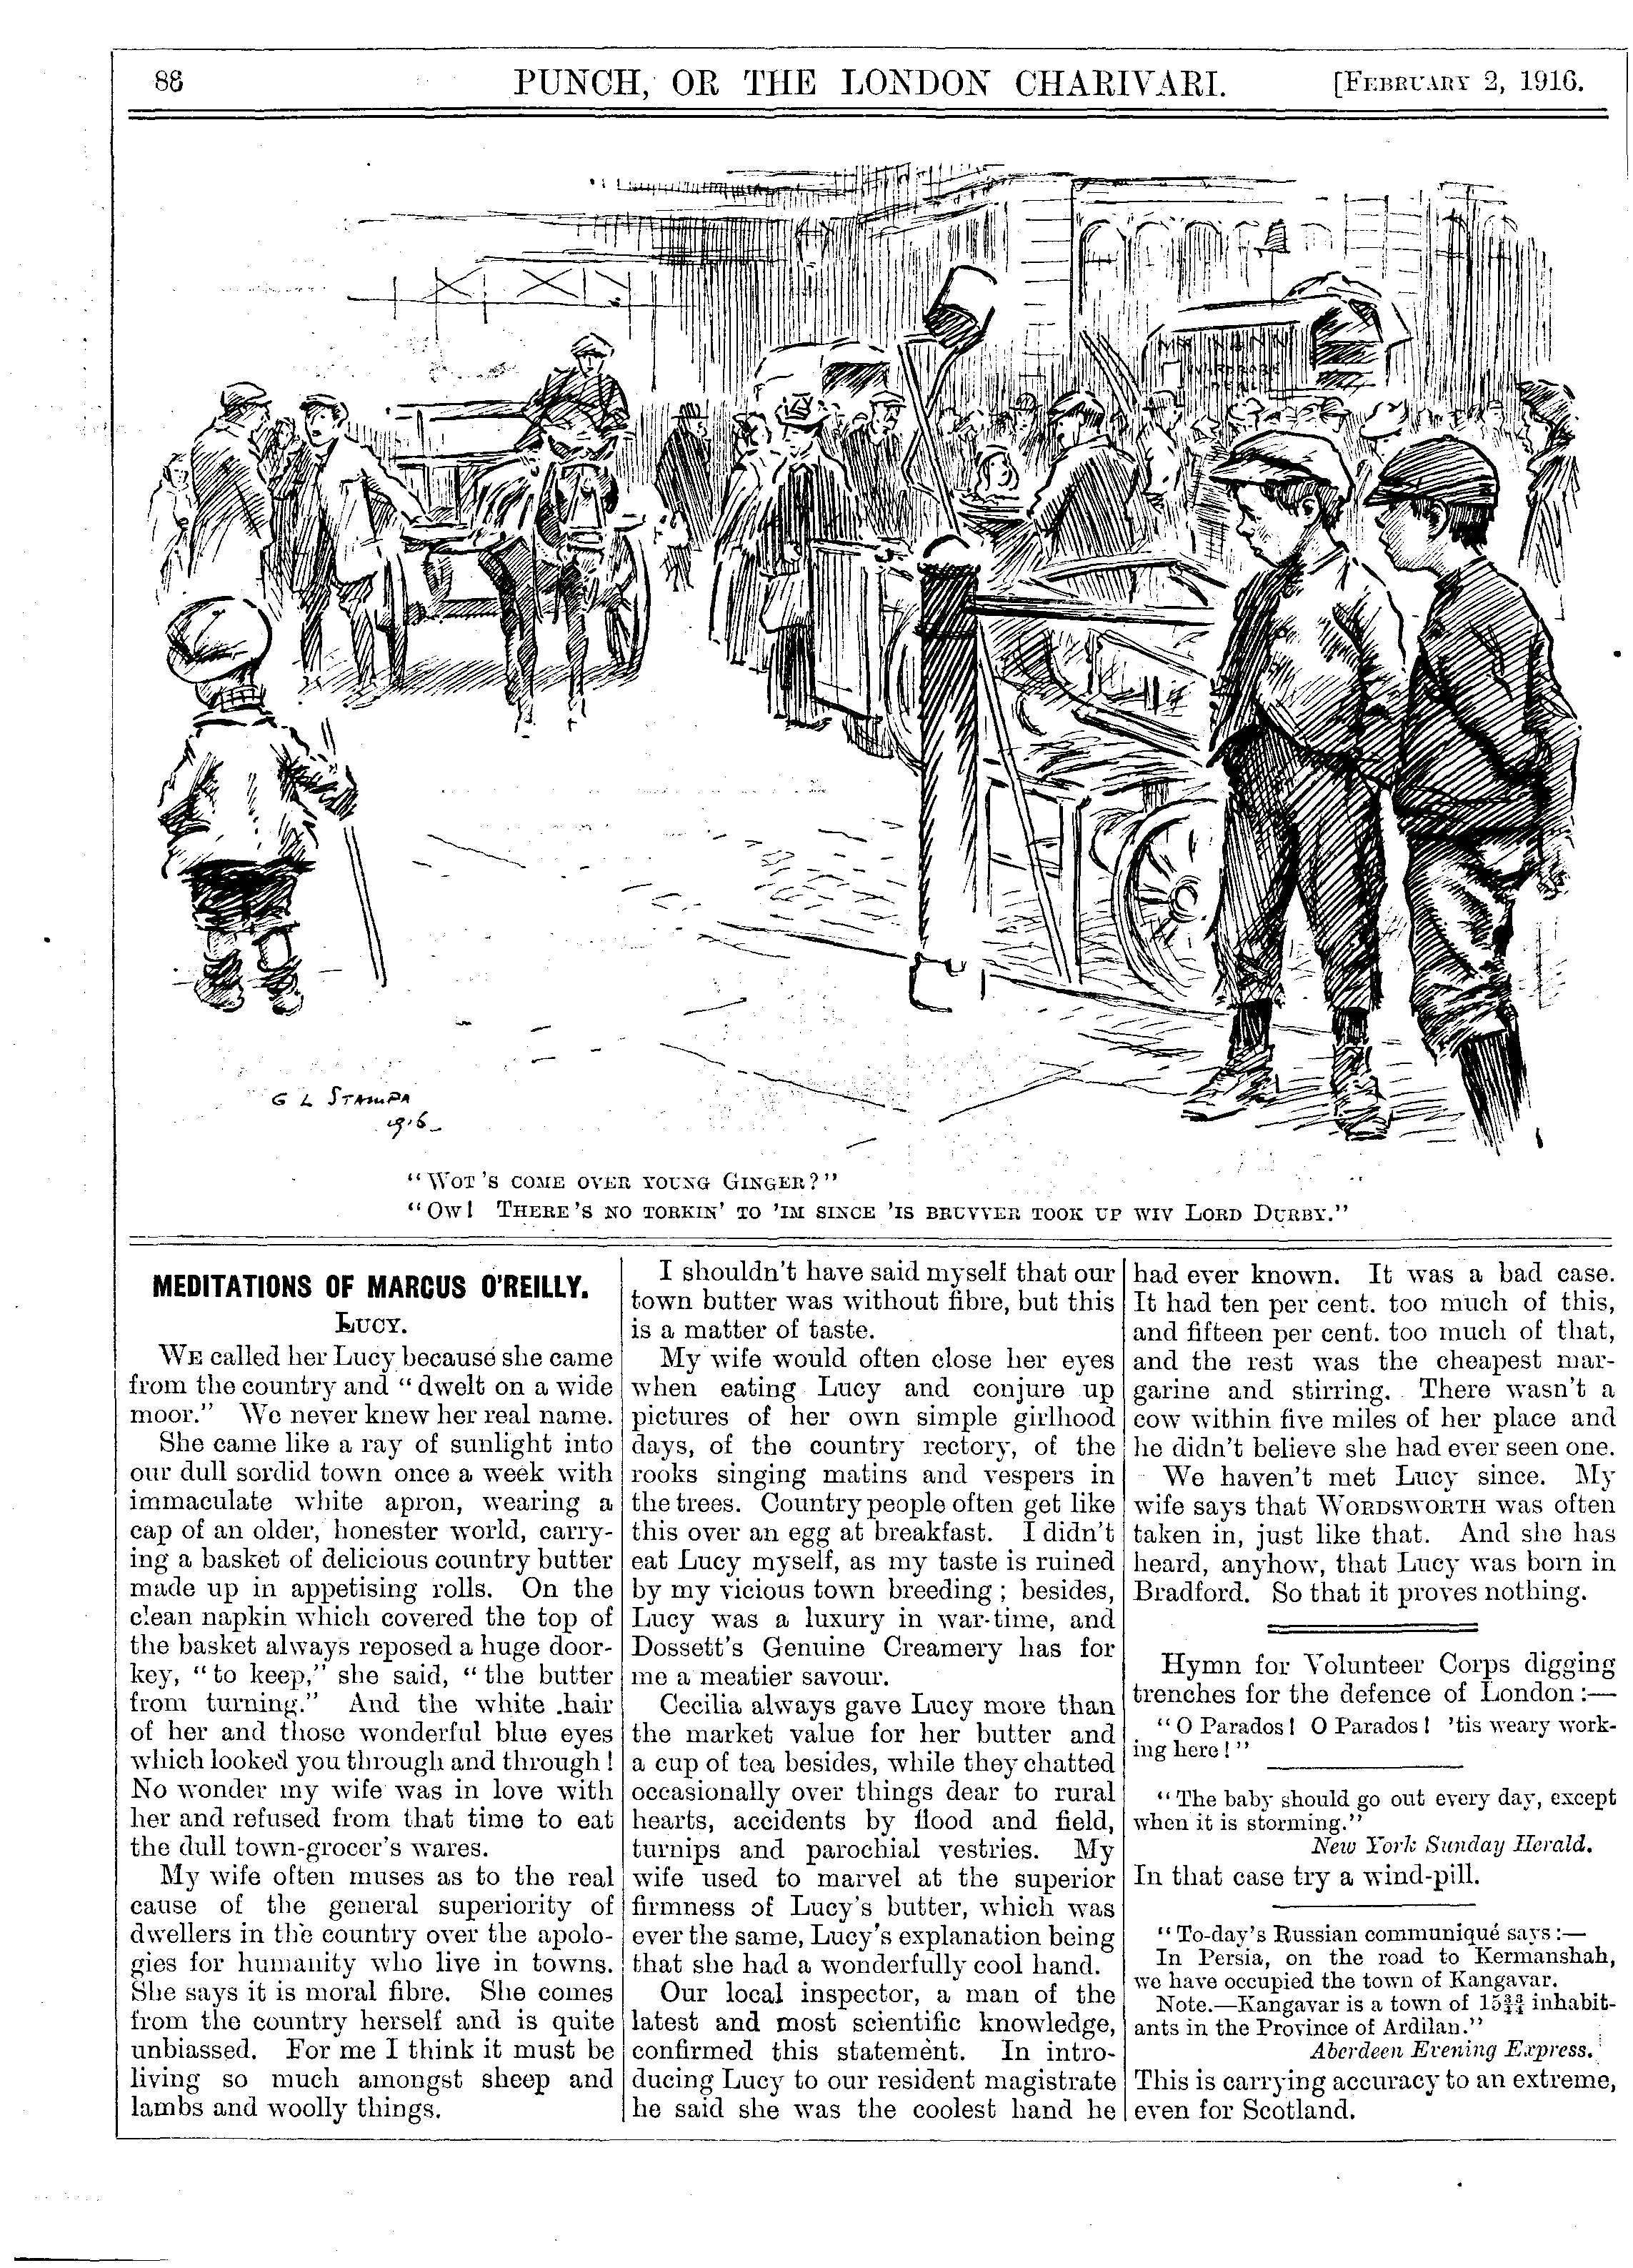 88
PUNCH, OR THE LONDON CHARIVARI.
[FEBRUARY 2, 1916.
WARDROBE
DEALER
G L STAMPA
1916
"WOT'S COME OVER YOUNG GINGER?"
"OW! THERE'S NO TORKIN' TO 'IM SINCE 'IS BRUVVER TOOK UP WIV LORD DURBY."
MEDITATIONS OF MARCUS O'REILLY.
LUCY.
WE called her Lucy because she came
from the country and "dwelt on a wide
moor." We never knew her real name.
She came like a ray of sunlight into
our dull sordid town once a week with
immaculate white apron, wearing a
cap of an older, honester world, carry-
ing a basket of delicious country butter
made up in appetising rolls. On the
clean napkin which covered the top of
the basket always reposed a huge door-
key, "to keep," she said, "the butter
from turning." And the white hair
of her and those wonderful blue eyes
which looked you through and through!
No wonder my wife was in love with
her and refused from that time to eat
the dull town-grocer's wares.
My wife often muses as to the real
cause of the general superiority of
dwellers in the country over the apolo-
gies for humanity who live in towns.
She says it is moral fibre. She comes
from the country herself and is quite
unbiassed. For me I think it must be
living so much amongst sheep and
lambs and woolly things.
I shouldn't have said myself that our
town butter was without fibre, but this
is a matter of taste.
My wife would often close her eyes
when eating Lucy and conjure up
pictures of her own simple girlhood
days, of the country rectory, of the
rooks singing matins and vespers in
the trees. Country people often get like
this over an egg at breakfast. I didn't
eat Lucy myself, as my taste is ruined
by my vicious town breeding; besides,
Lucy was a luxury in war-time, and
Dossett's Genuine Creamery has for
me a meatier savour.
Cecilia always gave Lucy more than
the market value for her butter and
a cup of tea besides, while they chatted
occasionally over things dear to rural
hearts, accidents by flood and field,
turnips and parochial vestries. My
wife used to marvel at the superior
firmness of Lucy's butter, which was
ever the same, Lucy's explanation being
that she had a wonderfully cool hand.
Our local inspector, a man of the
latest and most scientific knowledge,
confirmed this statement. In intro-
ducing Lucy to our resident magistrate
he said she was the coolest hand he
had ever known. It was a bad case.
It had ten per cent. too much of this,
and fifteen per cent. too much of that,
and the rest was the cheapest mar-
garine and stirring. There wasn't a
cow within five miles of her place and
he didn't believe she had ever seen one.
We haven't met Lucy since. My
wife says that WORDSWORTH was often
taken in, just like that. And she has
heard, anyhow, that Lucy was born in
Bradford. So that it proves nothing.
Hymn for Volunteer Corps digging
trenches for the defence of London:—
"O Parados! O Parados! 'tis weary work-
ing here!"
"The baby should go out every day, except
when it is storming."
New York Sunday Herald.
In that case try a wind-pill.
"To-day's Russian communiqué says:—
In Persia, on the road to Kermanshah,
we have occupied the town of Kangavar.
Note.—Kangavar is a town of 15¾¾ inhabit-
ants in the Province of Ardilan."
Aberdeen Evening Express.
This is carrying accuracy to an extreme,
even for Scotland.